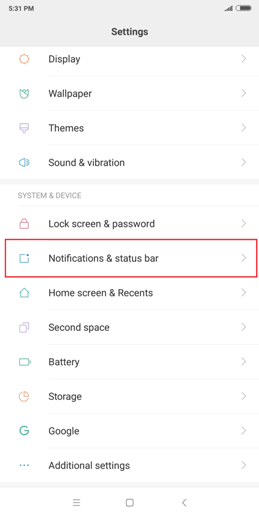 5:31 PM
Settings
Display
Wallpaper
Themes
Sound & vibration
SYSTEM & DEVICE
Lock screen & password
Notifications & status bar
Home screen & Recents
Second space
Battery
Storage
Google
Additional settings